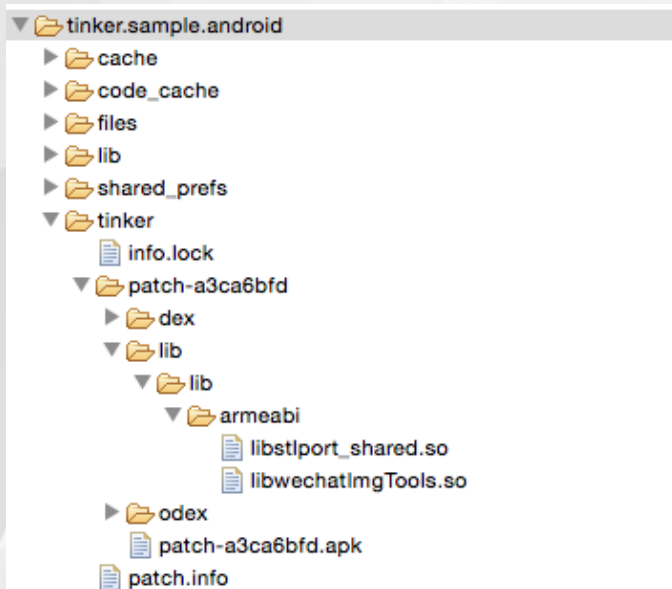 tinker.sample.android
cache
code_cache
files
lib
shared_prefs
tinker
info.lock
patch-a3ca6bfd
dex
lib
lib
armeabi
libstlport_shared.so
libwechatImgTools.so
odex
patch-a3ca6bfd.apk
patch.info